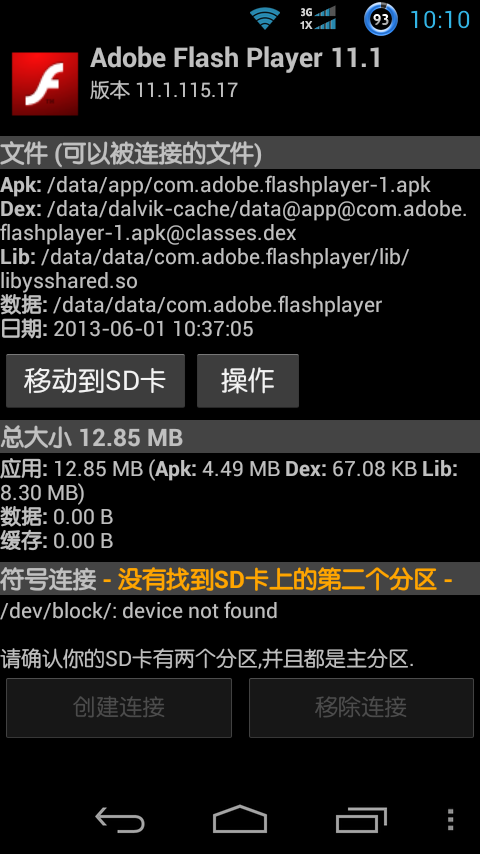 3G
1X
93
10:10
Adobe Flash Player 11.1
版本 11.1.115.17
文件 (可以被连接的文件)
Apk: /data/app/com.adobe.flashplayer-1.apk
Dex: /data/dalvik-cache/data@app@com.adobe.
flashplayer-1.apk@classes.dex
Lib: /data/data/com.adobe.flashplayer/lib/
libysshared.so
数据: /data/data/com.adobe.flashplayer
日期: 2013-06-01 10:37:05
移动到SD卡 操作
总大小 12.85 MB
应用: 12.85 MB (Apk: 4.49 MB Dex: 67.08 KB Lib:
8.30 MB)
数据: 0.00 B
缓存: 0.00 B
符号连接 - 没有找到SD卡上的第二个分区 -
/dev/block/: device not found
请确认你的SD卡有两个分区,并且都是主分区.
创建连接 移除连接